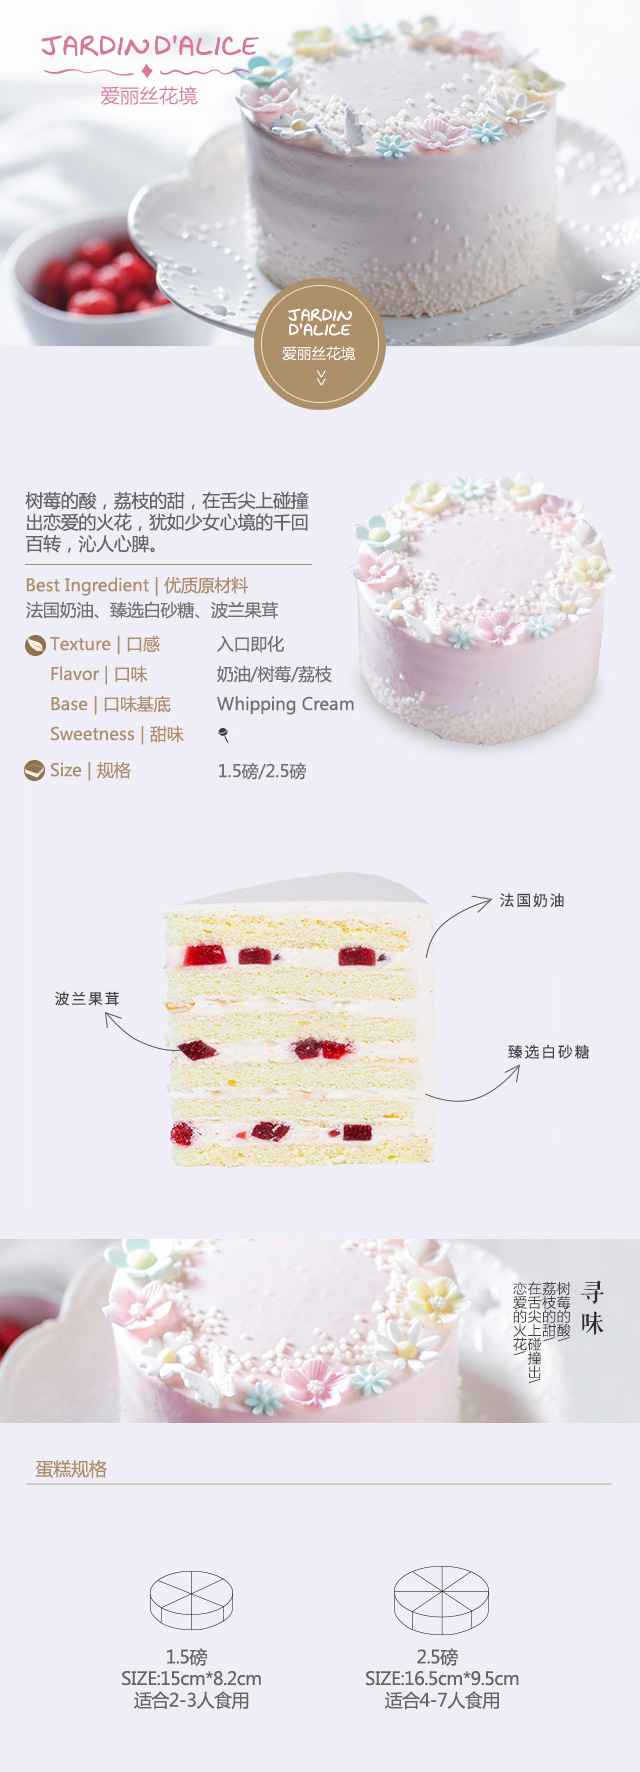 JARDIN D'ALICE
爱丽丝花境
JARDIN
D'ALICE
爱丽丝花境
树莓的酸，荔枝的甜，在舌尖上碰撞
出恋爱的火花，犹如少女心境的千回
百转，沁人心脾。
Best Ingredient | 优质原材料
法国奶油、臻选白砂糖、波兰果茸
Texture | 口感 入口即化
Flavor | 口味 奶油/树莓/荔枝
Base | 口味基底 Whipping Cream
Sweetness | 甜味
Size | 规格 1.5磅/2.5磅
法国奶油
波兰果茸
臻选白砂糖
寻味
树莓的酸/
荔枝的甜/
在舌尖上碰撞出/
恋爱的火花/
蛋糕规格
1.5磅
SIZE:15cm*8.2cm
适合2-3人食用
2.5磅
SIZE:16.5cm*9.5cm
适合4-7人食用